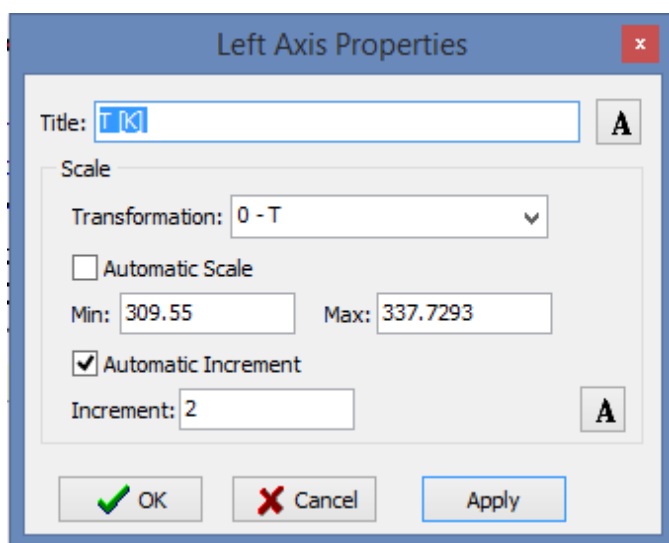 Left Axis Properties
x
Title: T [K]
A
Scale
Transformation: 0 - T
Automatic Scale
Min: 309.55 Max: 337.7293
Automatic Increment
Increment: 2
A
OK Cancel Apply